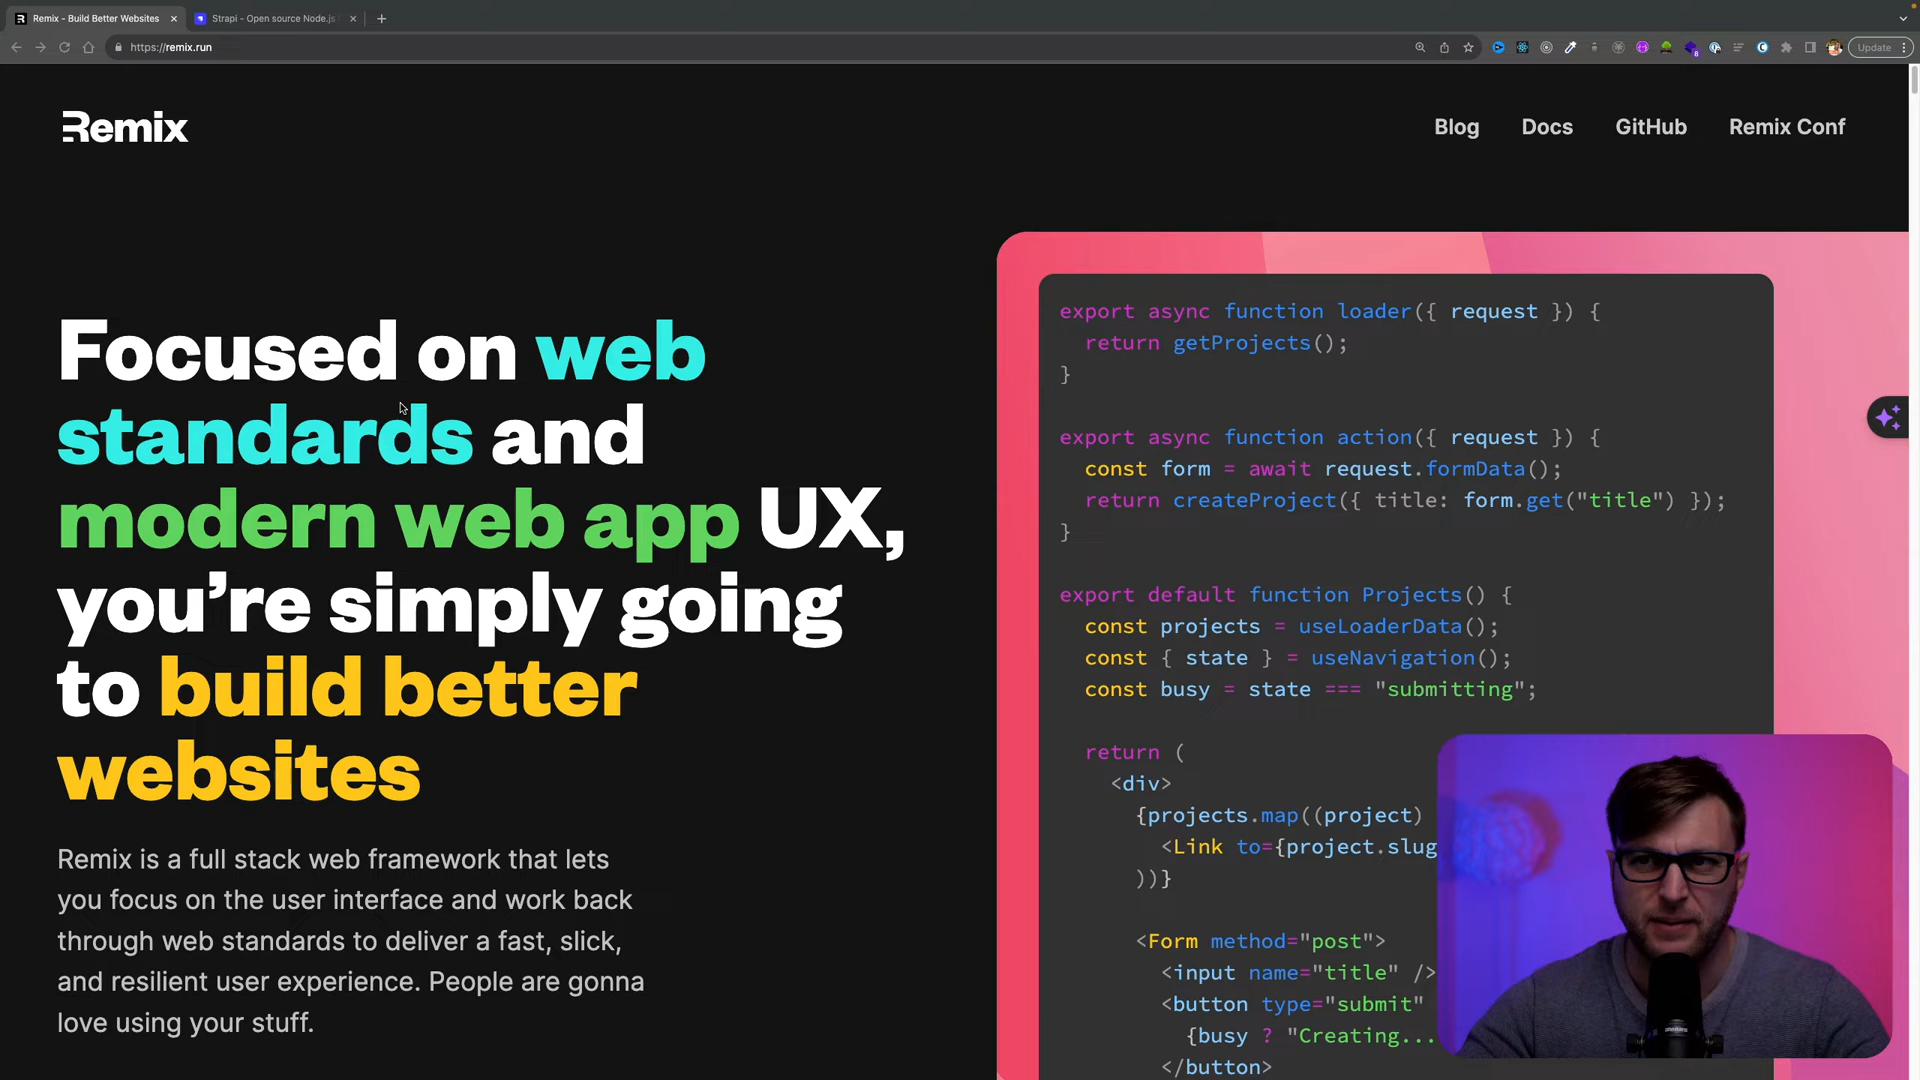 Remix - Build Better Websites
Strapi - Open source Node.js
https://remix.run
Update
Remix
Blog
Docs
GitHub
Remix Conf
Focused on web
standards and
modern web app UX,
you’re simply going
to build better
websites
Remix is a full stack web framework that lets
you focus on the user interface and work back
through web standards to deliver a fast, slick,
and resilient user experience. People are gonna
love using your stuff.
export async function loader({ request }) {
return getProjects();
}
export async function action({ request }) {
const form = await request.formData();
return createProject({ title: form.get("title") });
}
export default function Projects() {
const projects = useLoaderData();
const { state } = useNavigation();
const busy = state === "submitting";
return (
<div>
{projects.map((project)
<Link to={project.slug
))}
<Form method="post">
<input name="title" />
<button type="submit"
{busy ? "Creating...
</button>